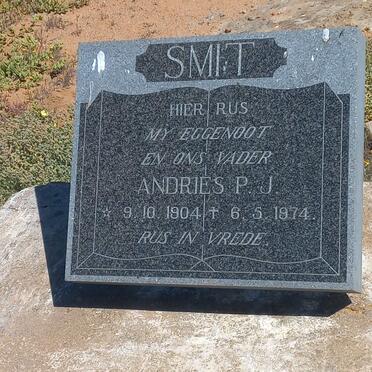 SMIT
HIER RUS
MY EGGENOOT
EN ONS VADER
ANDRIES P. J.
☆ 9. 10. 1904 ✝ 6. 5. 1974.
RUS IN VREDE.